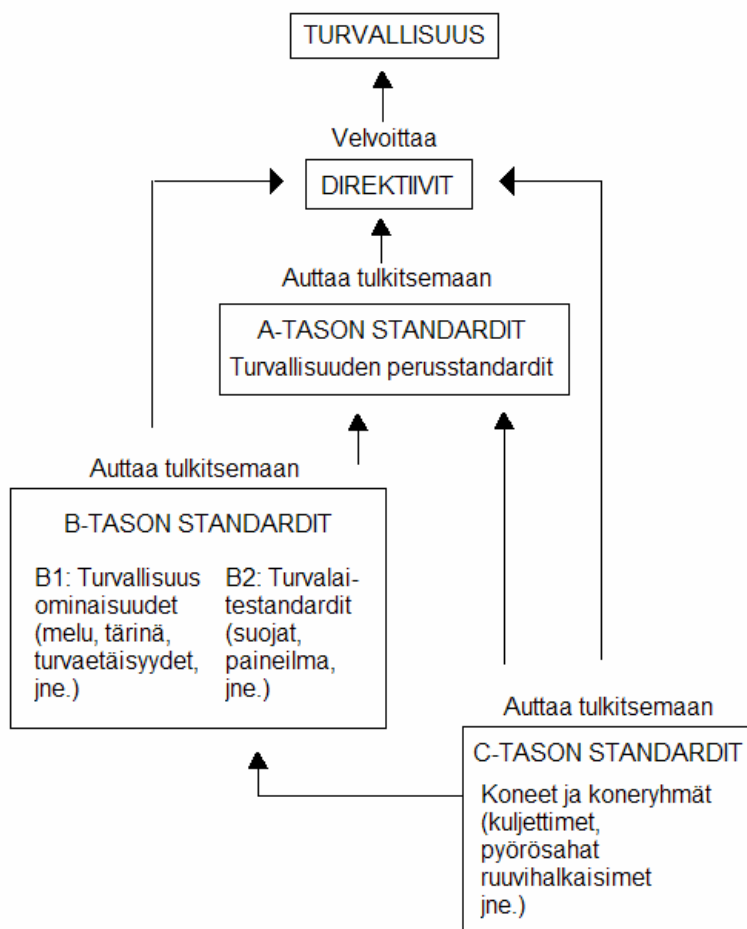 TURVALLISUUS
Velvoittaa
DIREKTIIVIT
Auttaa tulkitsemaan
A-TASON STANDARDIT
Turvallisuuden perusstandardit
Auttaa tulkitsemaan
B-TASON STANDARDIT
B1: Turvallisuus
ominaisuudet
(melu, tärinä,
turvaetäisyydet,
jne.)
B2: Turvalai-
testandardit
(suojat,
paineilma,
jne.)
Auttaa tulkitsemaan
C-TASON STANDARDIT
Koneet ja koneryhmät
(kuljettimet,
pyörösahat
ruuvihalkaisimet
jne.)